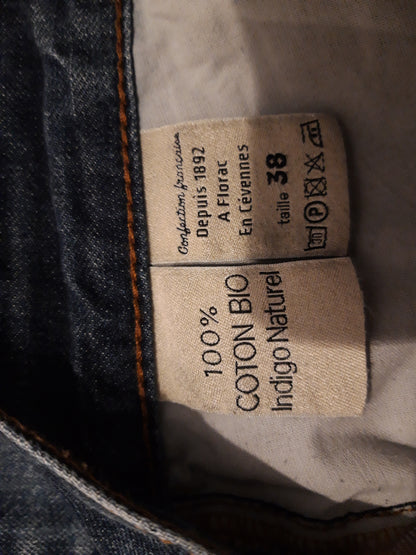 Confection française
Depuis 1892
A Florac
En Cévennes
taille 38
100%
COTON BIO
Indigo Naturel